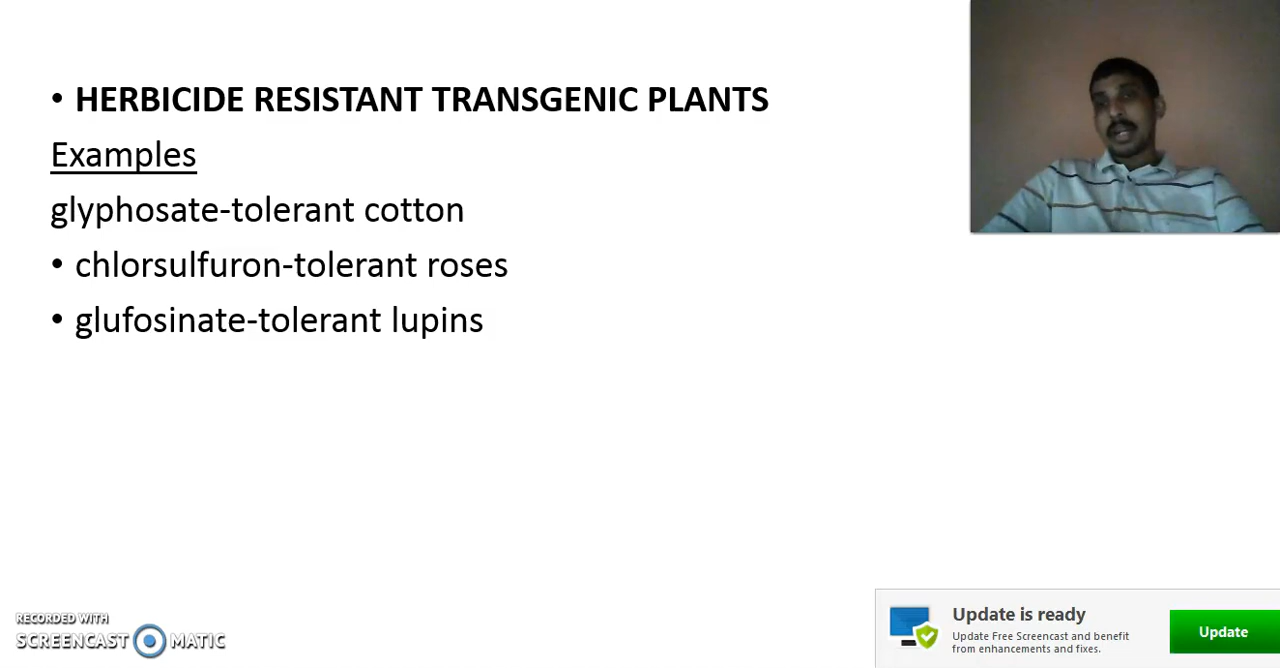 • HERBICIDE RESISTANT TRANSGENIC PLANTS
Examples
glyphosate-tolerant cotton
• chlorsulfuron-tolerant roses
• glufosinate-tolerant lupins
RECORDED WITH
SCREENCAST MATIC
Update is ready
Update Free Screencast and benefit
from enhancements and fixes.
Update